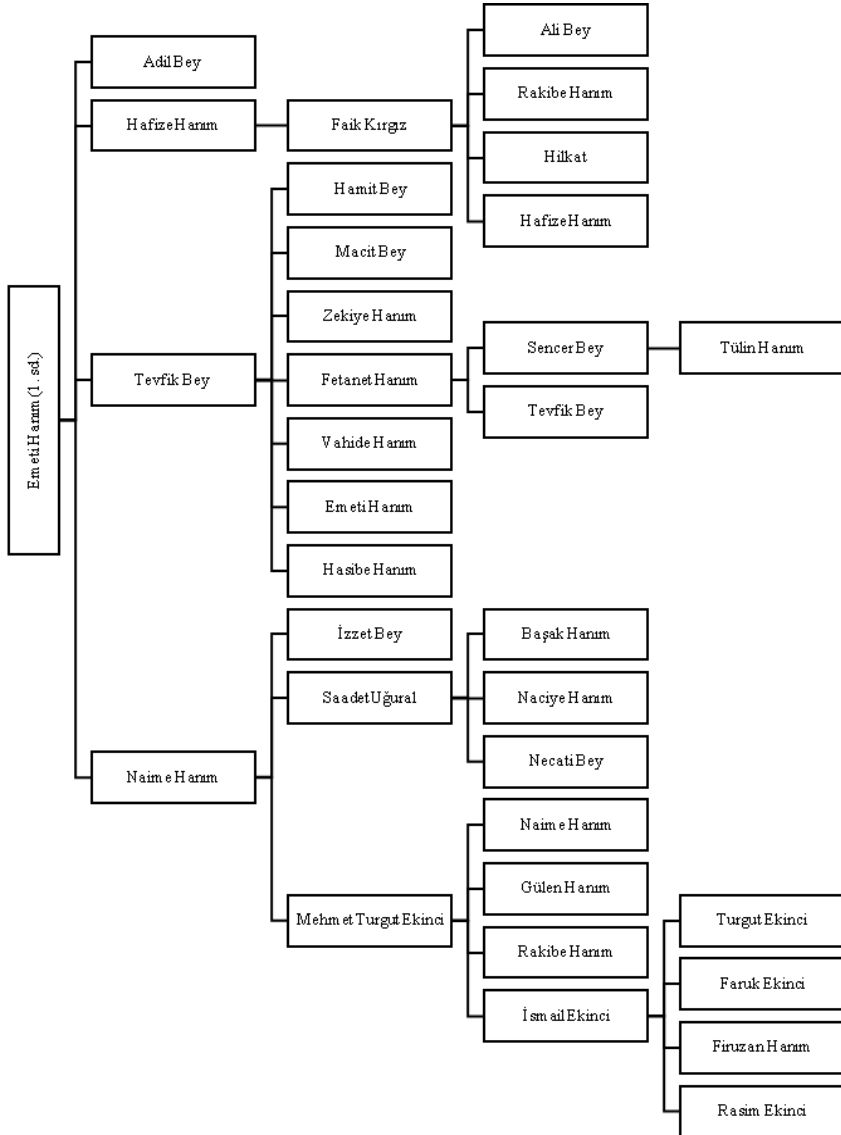 Ali Bey
Adil Bey
Rakibe Hanım
Hafize Hanım
Faik Kırgız
Hilkat
Hamit Bey
Hafize Hanım
Macit Bey
Zekiye Hanım
Emeti Hanım (1. sd.)
Tevfik Bey
Fetanet Hanım
Sencer Bey
Tülin Hanım
Tevfik Bey
Vahide Hanım
Emeti Hanım
Hasibe Hanım
İzzet Bey
Başak Hanım
Saadet Uğural
Naciye Hanım
Naime Hanım
Necati Bey
Naime Hanım
Gülen Hanım
Mehmet Turgut Ekinci
Turgut Ekinci
Rakibe Hanım
Faruk Ekinci
İsmail Ekinci
Firuzan Hanım
Rasim Ekinci